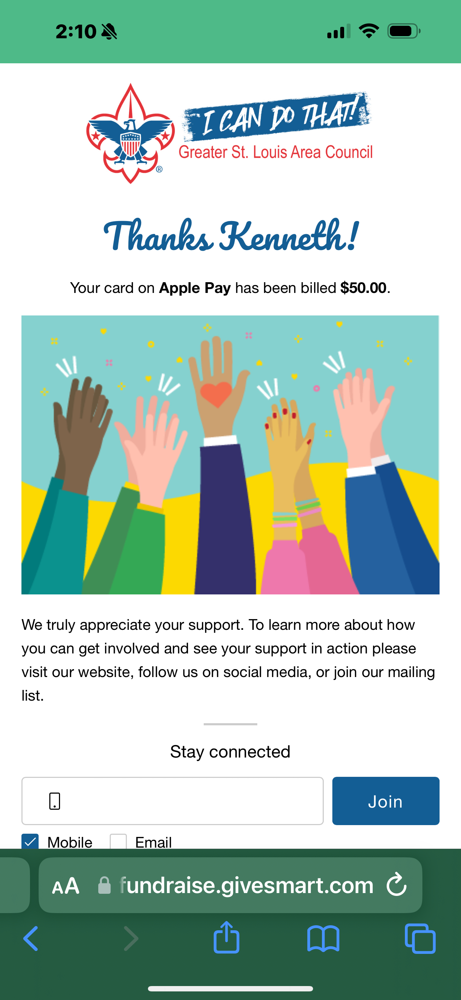 2:10
I CAN DO THAT!
Greater St. Louis Area Council
®
Thanks Kenneth!
Your card on Apple Pay has been billed $50.00.
We truly appreciate your support. To learn more about how
you can get involved and see your support in action please
visit our website, follow us on social media, or join our mailing
list.
Stay connected
Join
Mobile Email
AA fundraise.givesmart.com